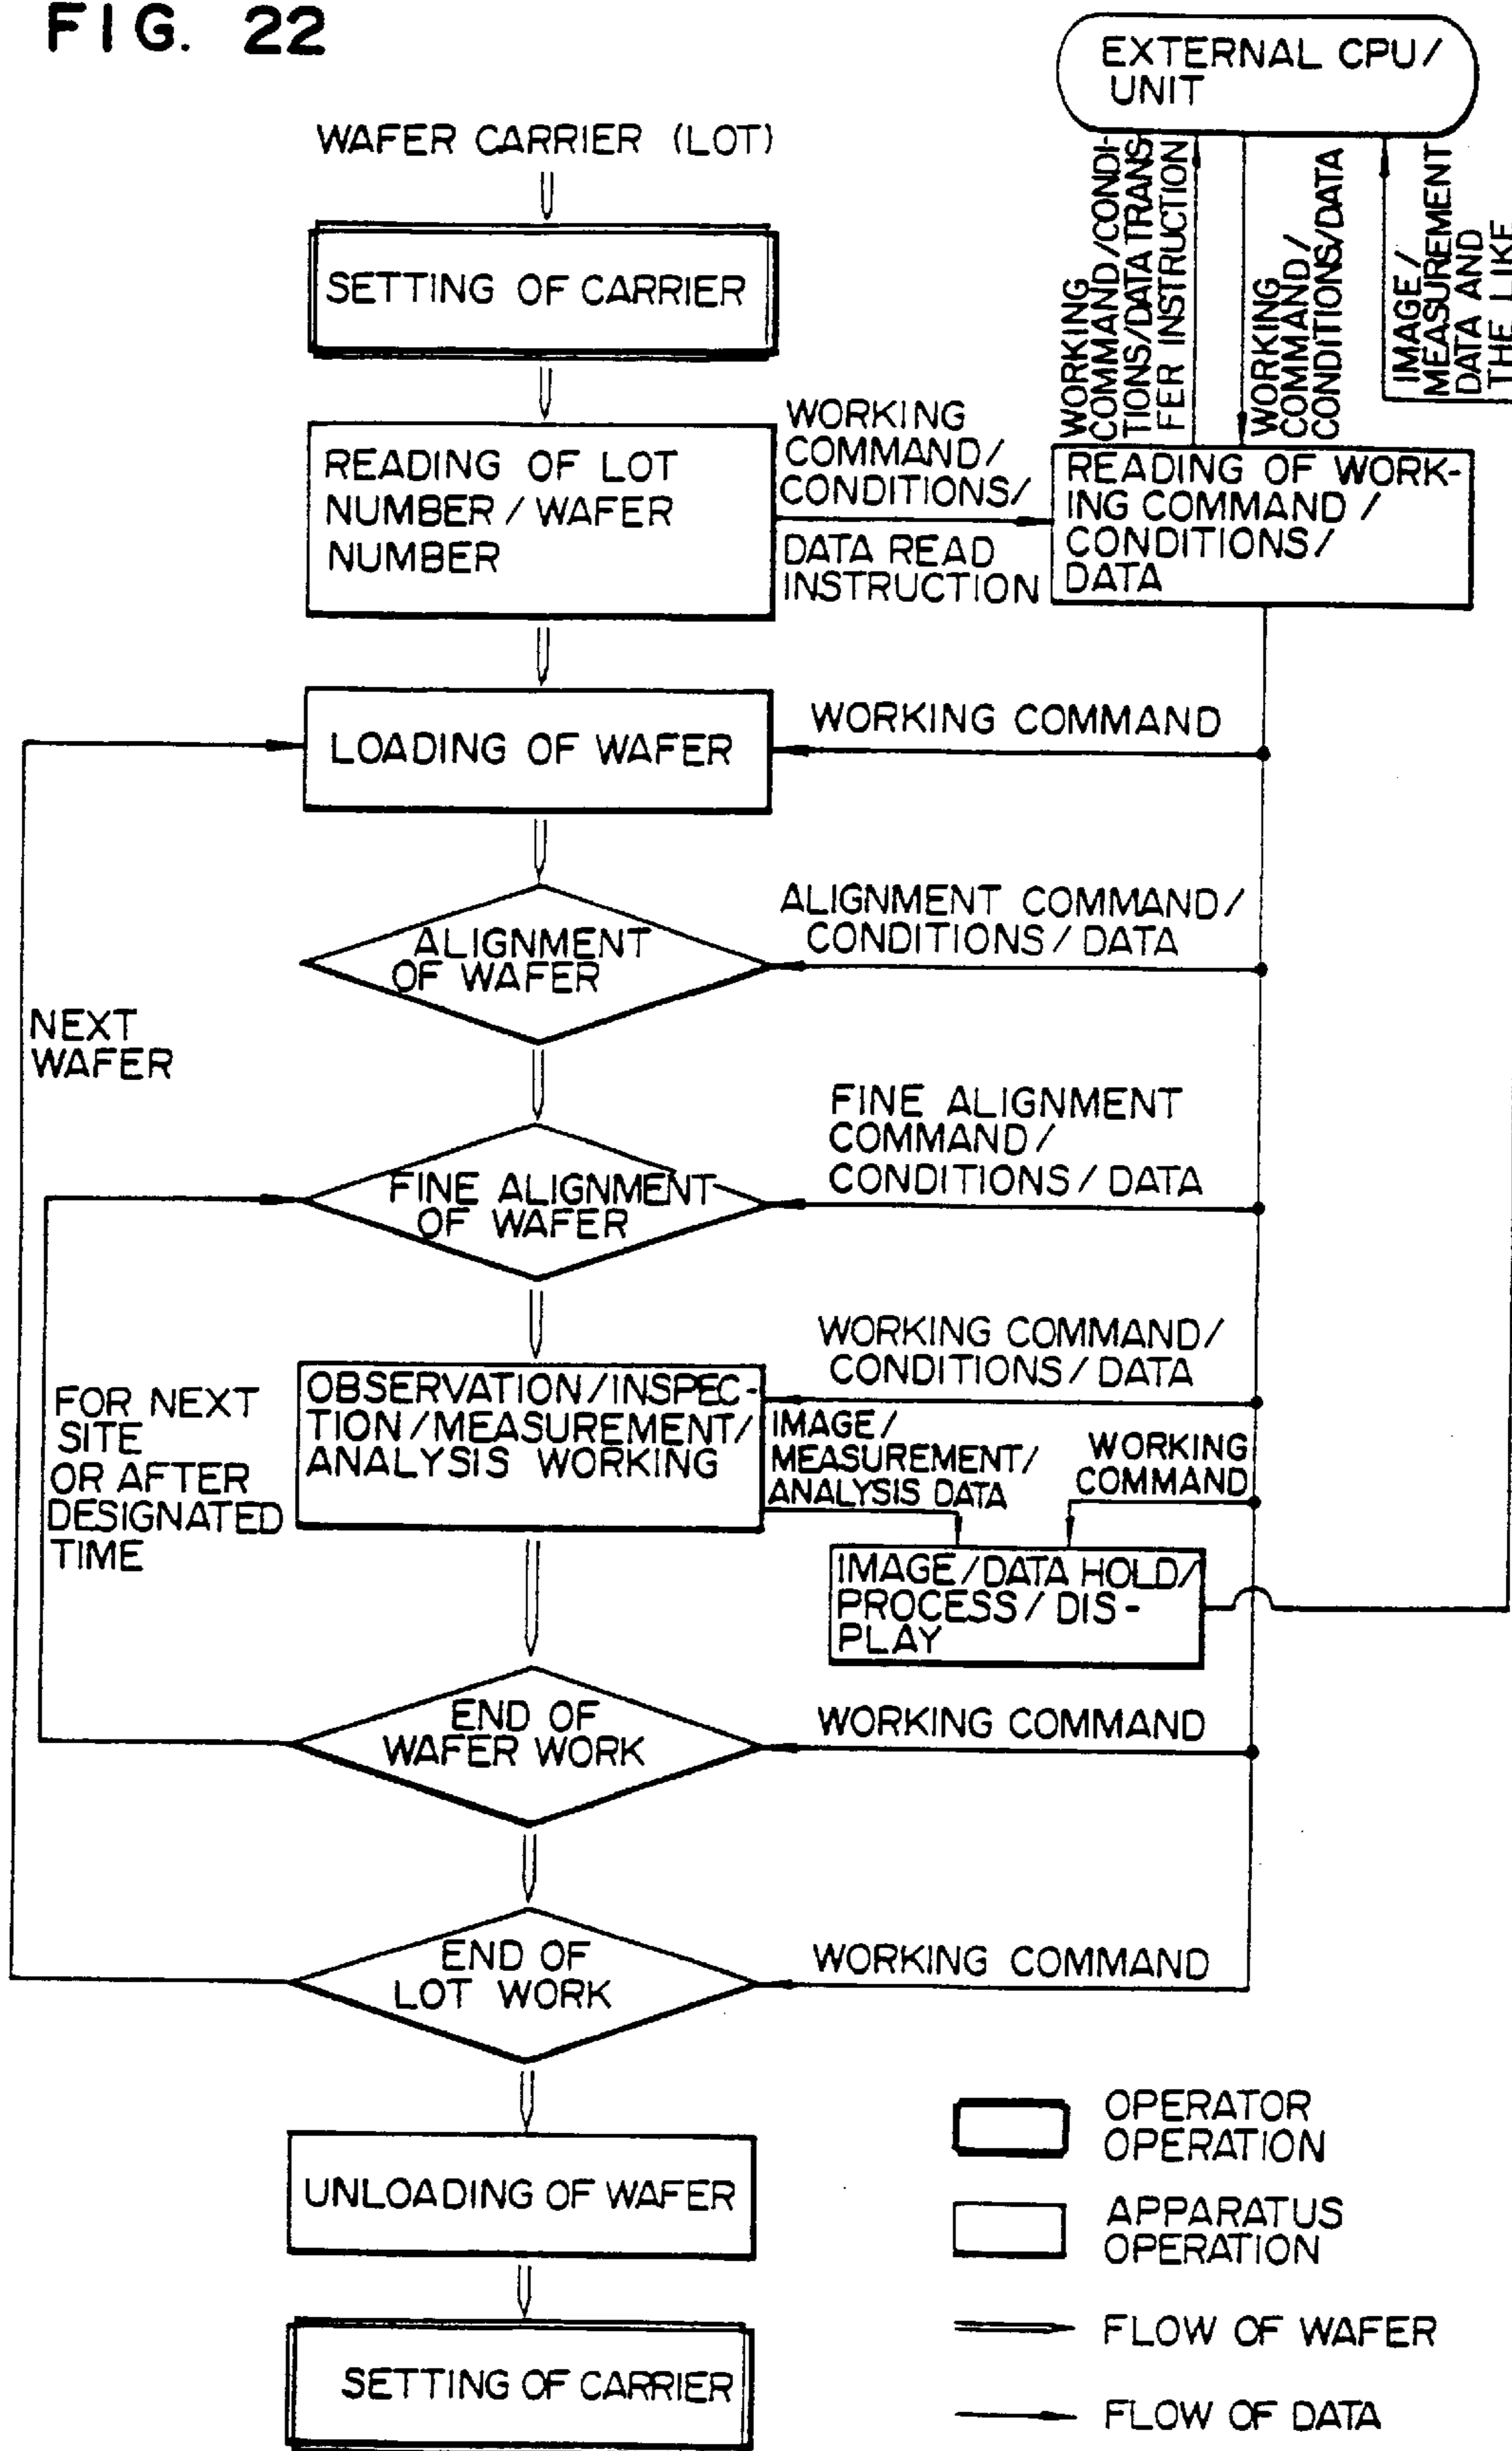 FIG. 22
EXTERNAL CPU/
UNIT
WAFER CARRIER (LOT)
SETTING OF CARRIER
WORKING
COMMAND/CONDI-
TIONS/DATA TRANS
FER INSTRUCTION
WORKING
COMMAND/
CONDITIONS/DATA
IMAGE/
MEASUREMENT
DATA AND
THE LIKE
READING OF LOT
NUMBER/WAFER
NUMBER
WORKING
COMMAND/
CONDITIONS/
DATA READ
INSTRUCTION
READING OF WORK-
ING COMMAND/
CONDITIONS/
DATA
LOADING OF WAFER
WORKING COMMAND
ALIGNMENT
OF WAFER
ALIGNMENT COMMAND/
CONDITIONS/DATA
NEXT
WAFER
FINE ALIGNMENT
OF WAFER
FINE ALIGNMENT
COMMAND/
CONDITIONS/DATA
FOR NEXT
SITE
OR AFTER
DESIGNATED
TIME
OBSERVATION/INSPEC-
TION/MEASUREMENT/
ANALYSIS WORKING
WORKING COMMAND/
CONDITIONS/DATA
IMAGE/
MEASUREMENT/
ANALYSIS DATA
WORKING
COMMAND
IMAGE/DATA HOLD/
PROCESS/DIS-
PLAY
END OF
WAFER WORK
WORKING COMMAND
END OF
LOT WORK
WORKING COMMAND
UNLOADING OF WAFER
SETTING OF CARRIER
OPERATOR
OPERATION
APPARATUS
OPERATION
FLOW OF WAFER
FLOW OF DATA